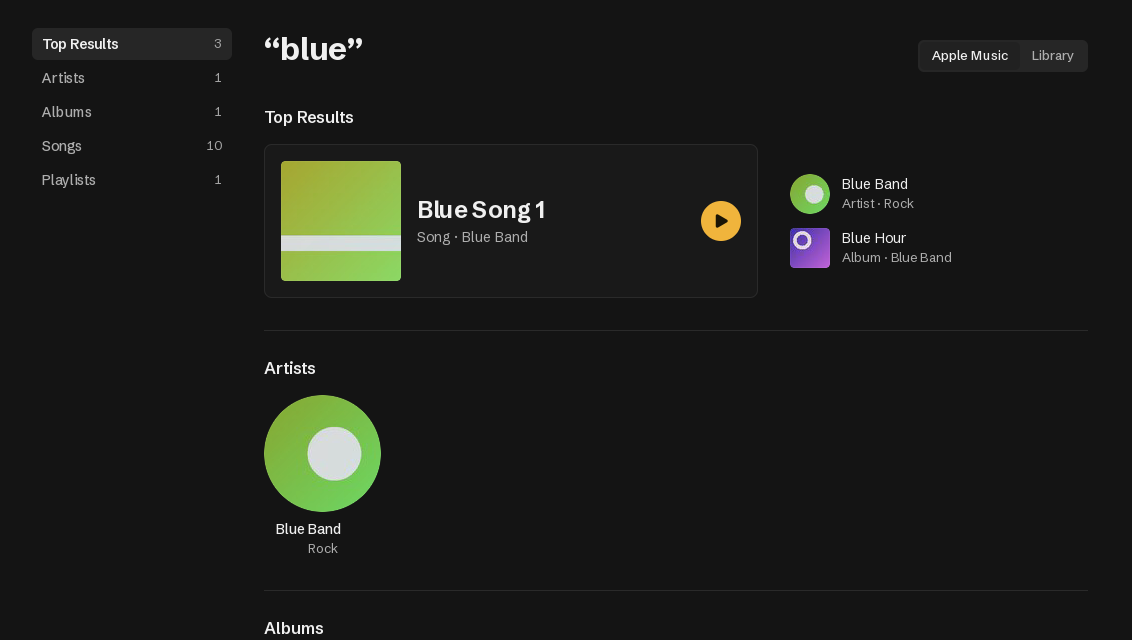 Top Results 3
Artists 1
Albums 1
Songs 10
Playlists 1
“blue”
Apple Music Library
Top Results
Blue Song 1
Song · Blue Band
Blue Band
Artist · Rock
Blue Hour
Album · Blue Band
Artists
Blue Band
Rock
Albums